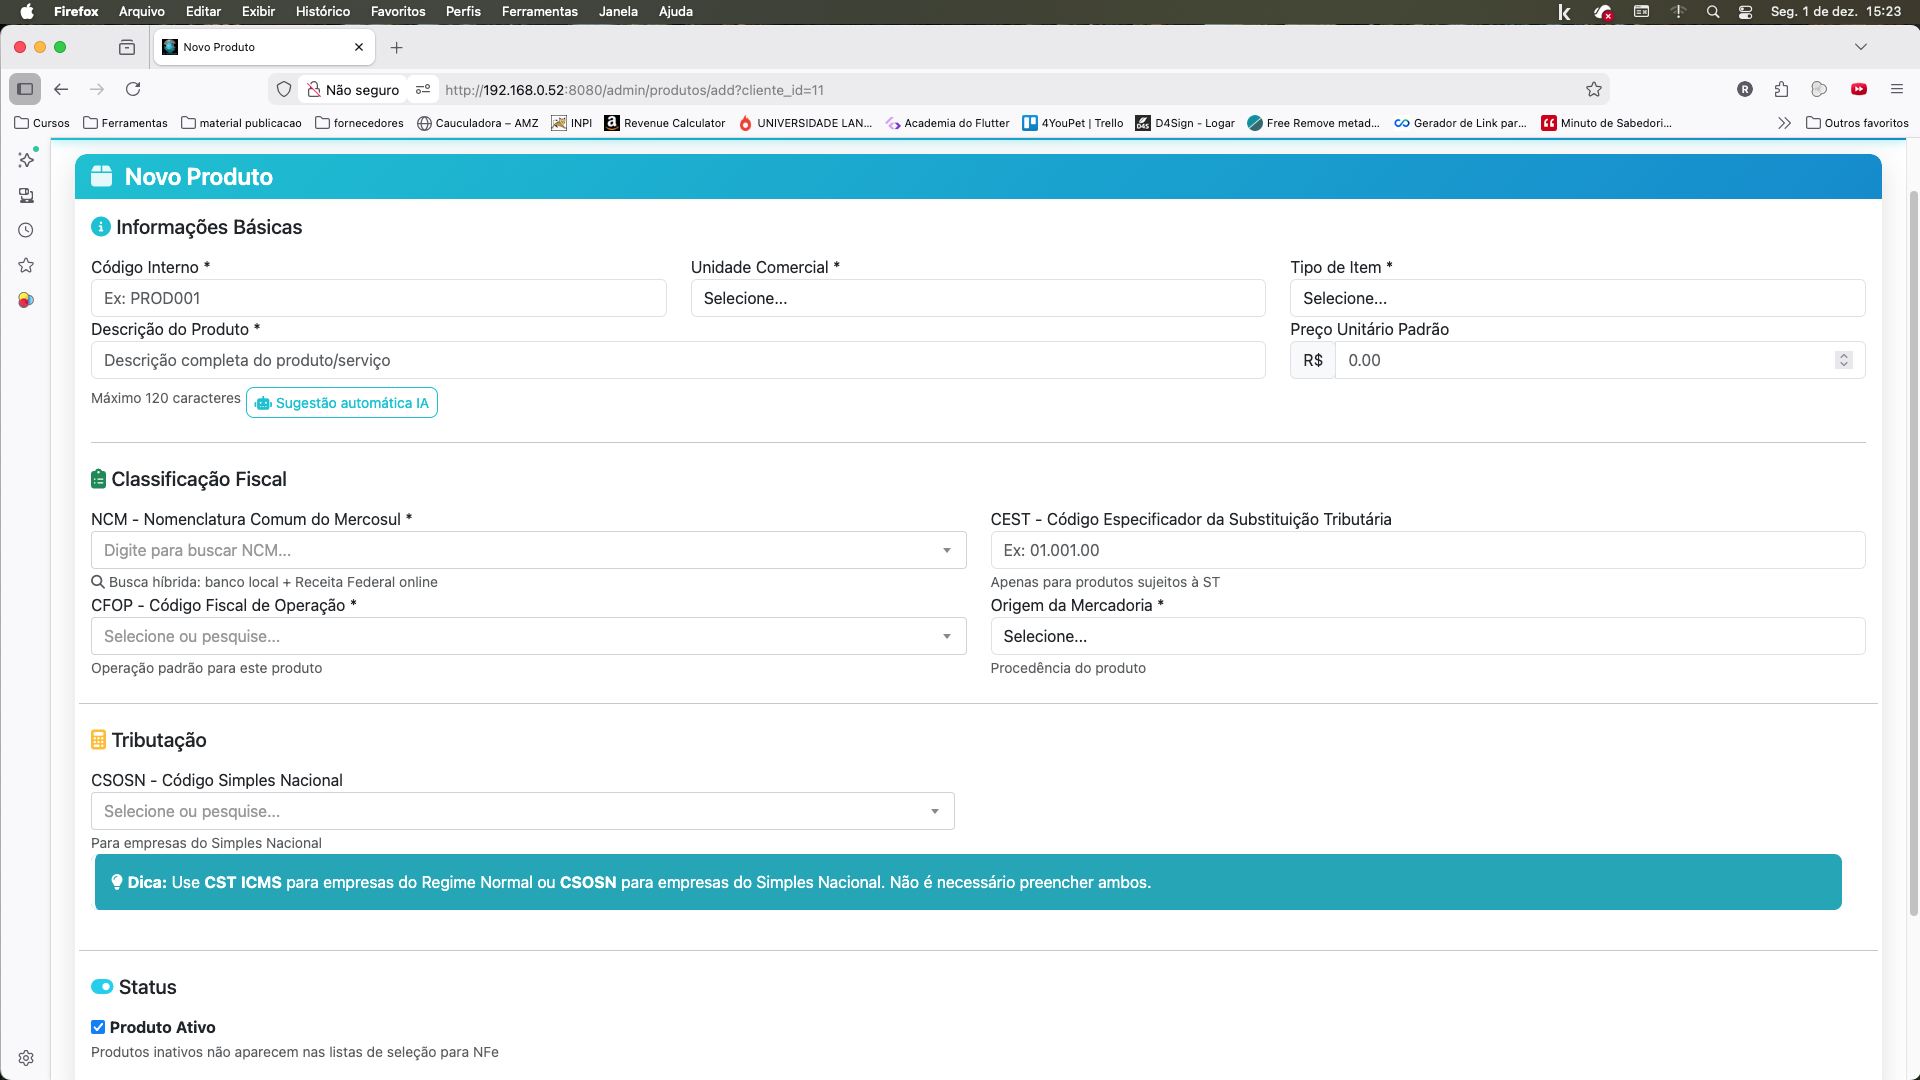 Firefox Arquivo Editar Exibir Histórico Favoritos Perfis Ferramentas Janela Ajuda Seg. 1 de dez. 15:23
Novo Produto
Não seguro http://192.168.0.52:8080/admin/produtos/add?cliente_id=11
Cursos Ferramentas material publicacao fornecedores Cauculadora – AMZ INPI Revenue Calculator UNIVERSIDADE LAN... Academia do Flutter 4YouPet | Trello D4Sign - Logar Free Remove metad... Gerador de Link par... Minuto de Sabedori... Outros favoritos
Novo Produto
Informações Básicas
Código Interno * Unidade Comercial * Tipo de Item *
Ex: PROD001 Selecione... Selecione...
Descrição do Produto * Preço Unitário Padrão
Descrição completa do produto/serviço R$ 0.00
Máximo 120 caracteres Sugestão automática IA
Classificação Fiscal
NCM - Nomenclatura Comum do Mercosul * CEST - Código Especificador da Substituição Tributária
Digite para buscar NCM... Ex: 01.001.00
Busca híbrida: banco local + Receita Federal online Apenas para produtos sujeitos à ST
CFOP - Código Fiscal de Operação * Origem da Mercadoria *
Selecione ou pesquise... Selecione...
Operação padrão para este produto Procedência do produto
Tributação
CSOSN - Código Simples Nacional
Selecione ou pesquise...
Para empresas do Simples Nacional
Dica: Use CST ICMS para empresas do Regime Normal ou CSOSN para empresas do Simples Nacional. Não é necessário preencher ambos.
Status
Produto Ativo
Produtos inativos não aparecem nas listas de seleção para NFe